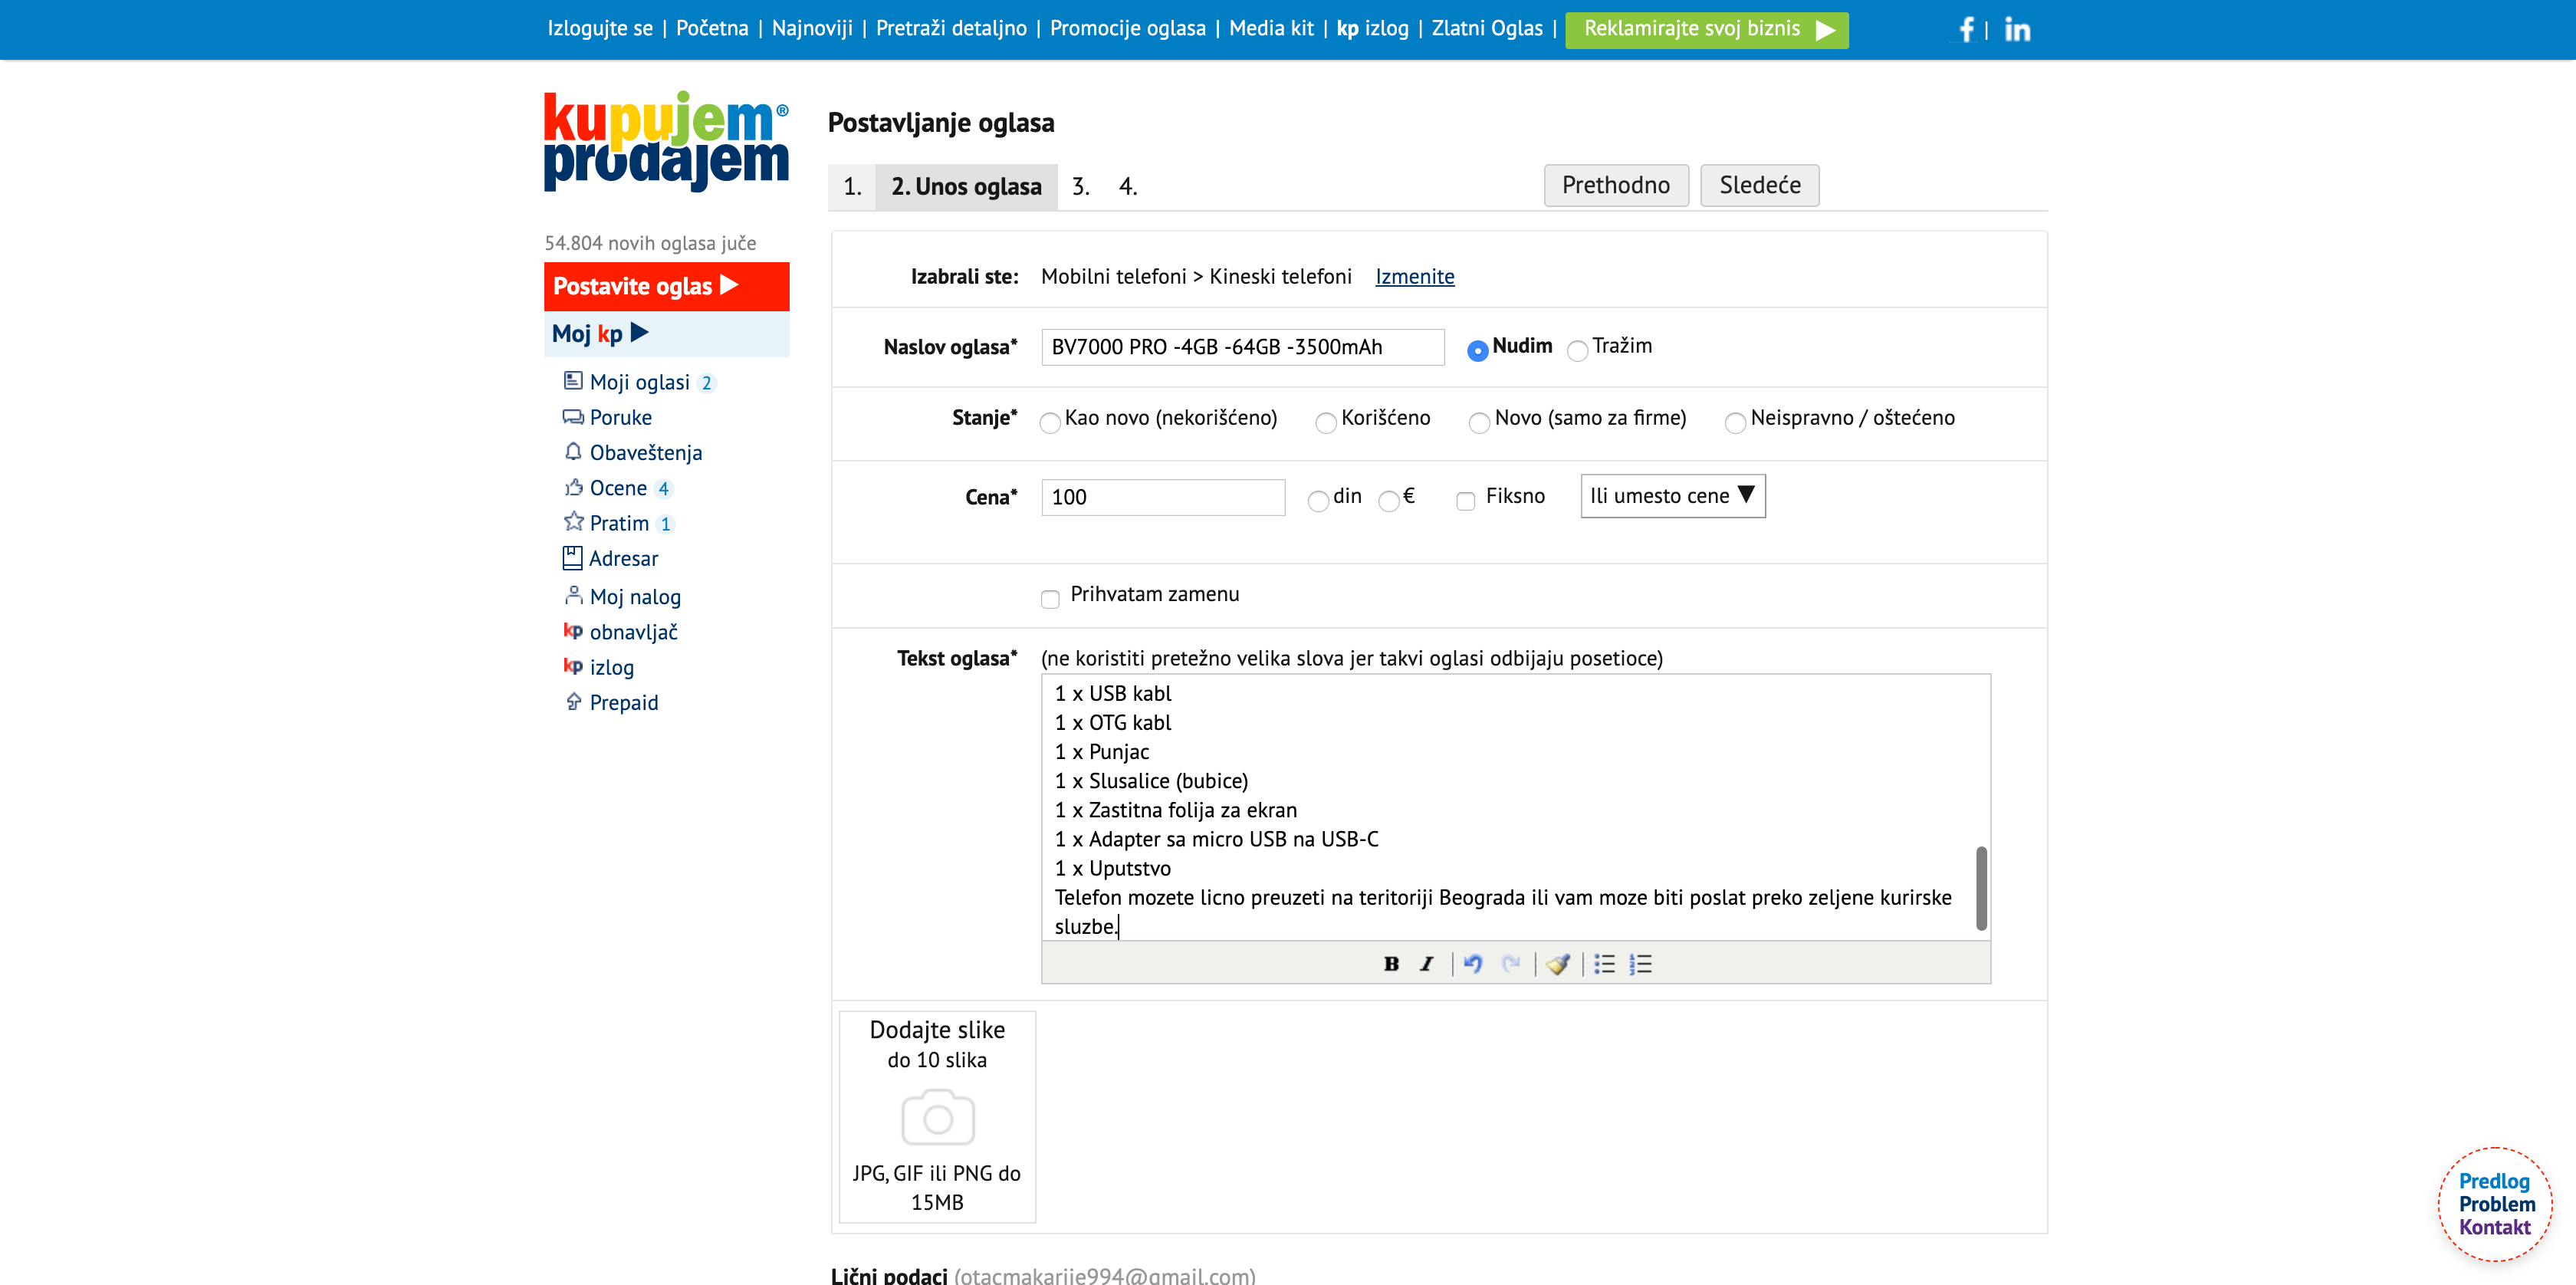 Izlogujte se | Početna | Najnoviji | Pretraži detaljno | Promocije oglasa | Media kit | kp izlog | Zlatni Oglas | Reklamirajte svoj biznis
kupujem®
prodajem
54.804 novih oglasa juče
Postavite oglas
Moj kp
Moji oglasi 2
Poruke
Obaveštenja
Ocene 4
Pratim 1
Adresar
Moj nalog
kp obnavljač
kp izlog
Prepaid
Postavljanje oglasa
1. 2. Unos oglasa 3. 4. Prethodno Sledeće
Izabrali ste: Mobilni telefoni > Kineski telefoni Izmenite
Naslov oglasa* BV7000 PRO -4GB -64GB -3500mAh Nudim Tražim
Stanje* Kao novo (nekorišćeno) Korišćeno Novo (samo za firme) Neispravno / oštećeno
Cena* 100 din € Fiksno Ili umesto cene
Prihvatam zamenu
Tekst oglasa* (ne koristiti pretežno velika slova jer takvi oglasi odbijaju posetioce)
1 x USB kabl
1 x OTG kabl
1 x Punjac
1 x Slusalice (bubice)
1 x Zastitna folija za ekran
1 x Adapter sa micro USB na USB-C
1 x Uputstvo
Telefon mozete licno preuzeti na teritoriji Beograda ili vam moze biti poslat preko zeljene kurirske
sluzbe.
B I
Dodajte slike
do 10 slika
JPG, GIF ili PNG do
15MB
Lični podaci (otacmakarije994@gmail.com)
Predlog
Problem
Kontakt